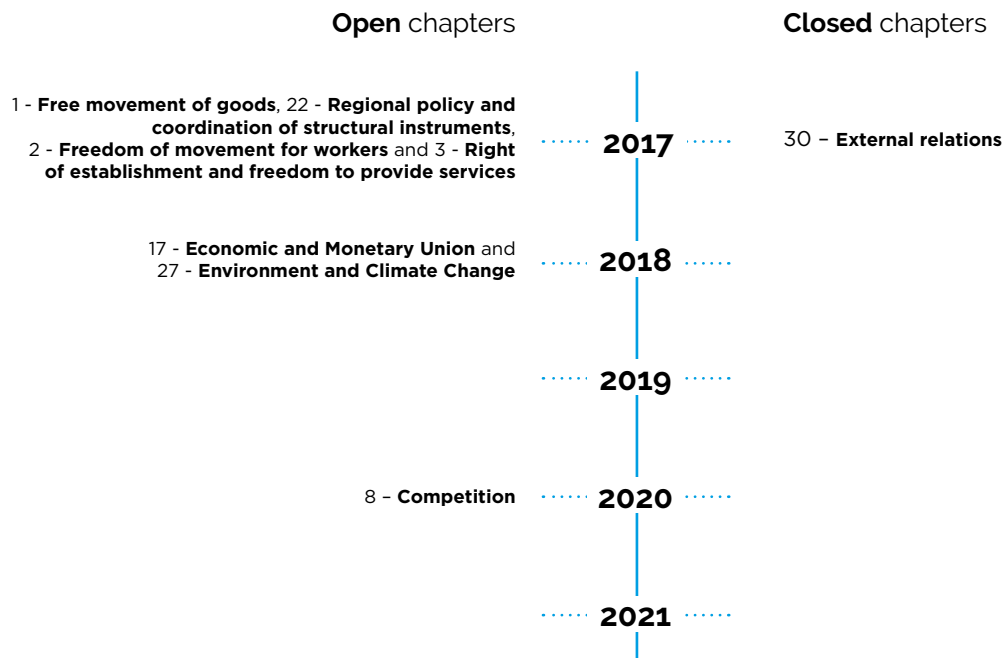 Open chapters
Closed chapters
1 - Free movement of goods, 22 - Regional policy and
coordination of structural instruments,
2 - Freedom of movement for workers and 3 - Right
of establishment and freedom to provide services
2017
30 – External relations
17 - Economic and Monetary Union and
27 - Environment and Climate Change
2018
2019
8 – Competition
2020
2021